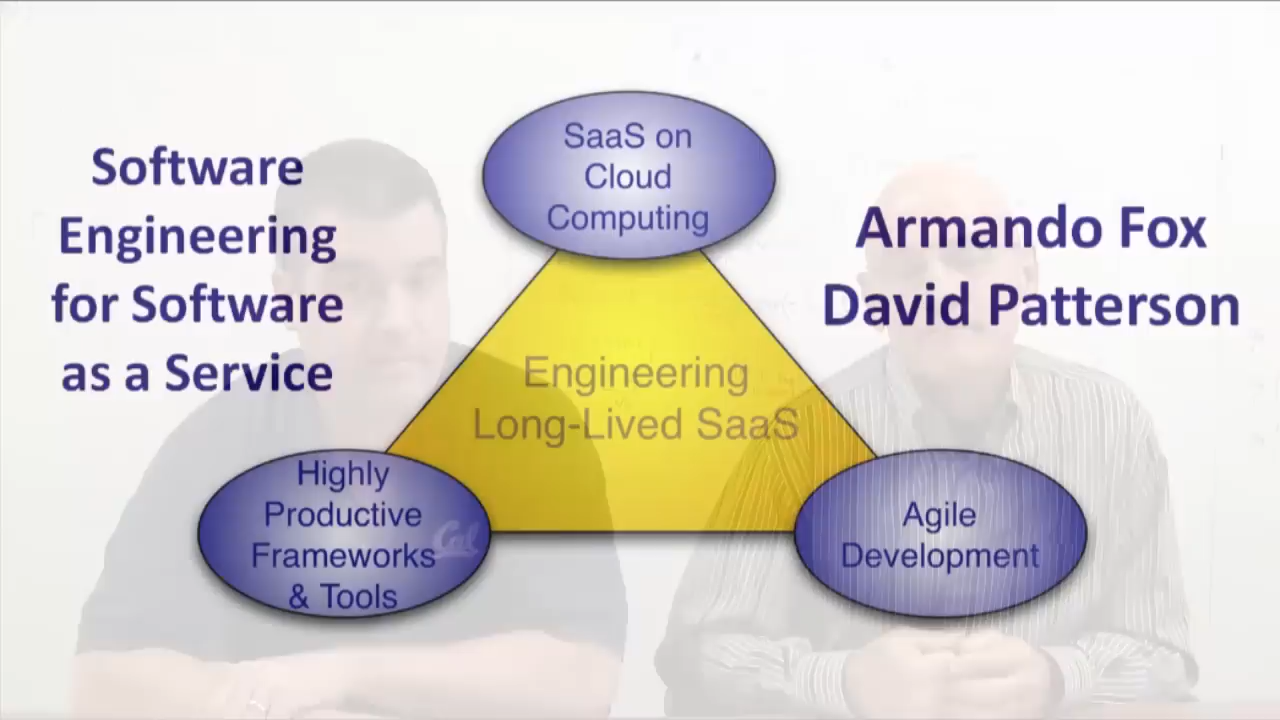 Software
Engineering
for Software
as a Service
SaaS on
Cloud
Computing
Armando Fox
David Patterson
Engineering
Long-Lived SaaS
Highly
Productive
Frameworks
& Tools
Cal
Agile
Development